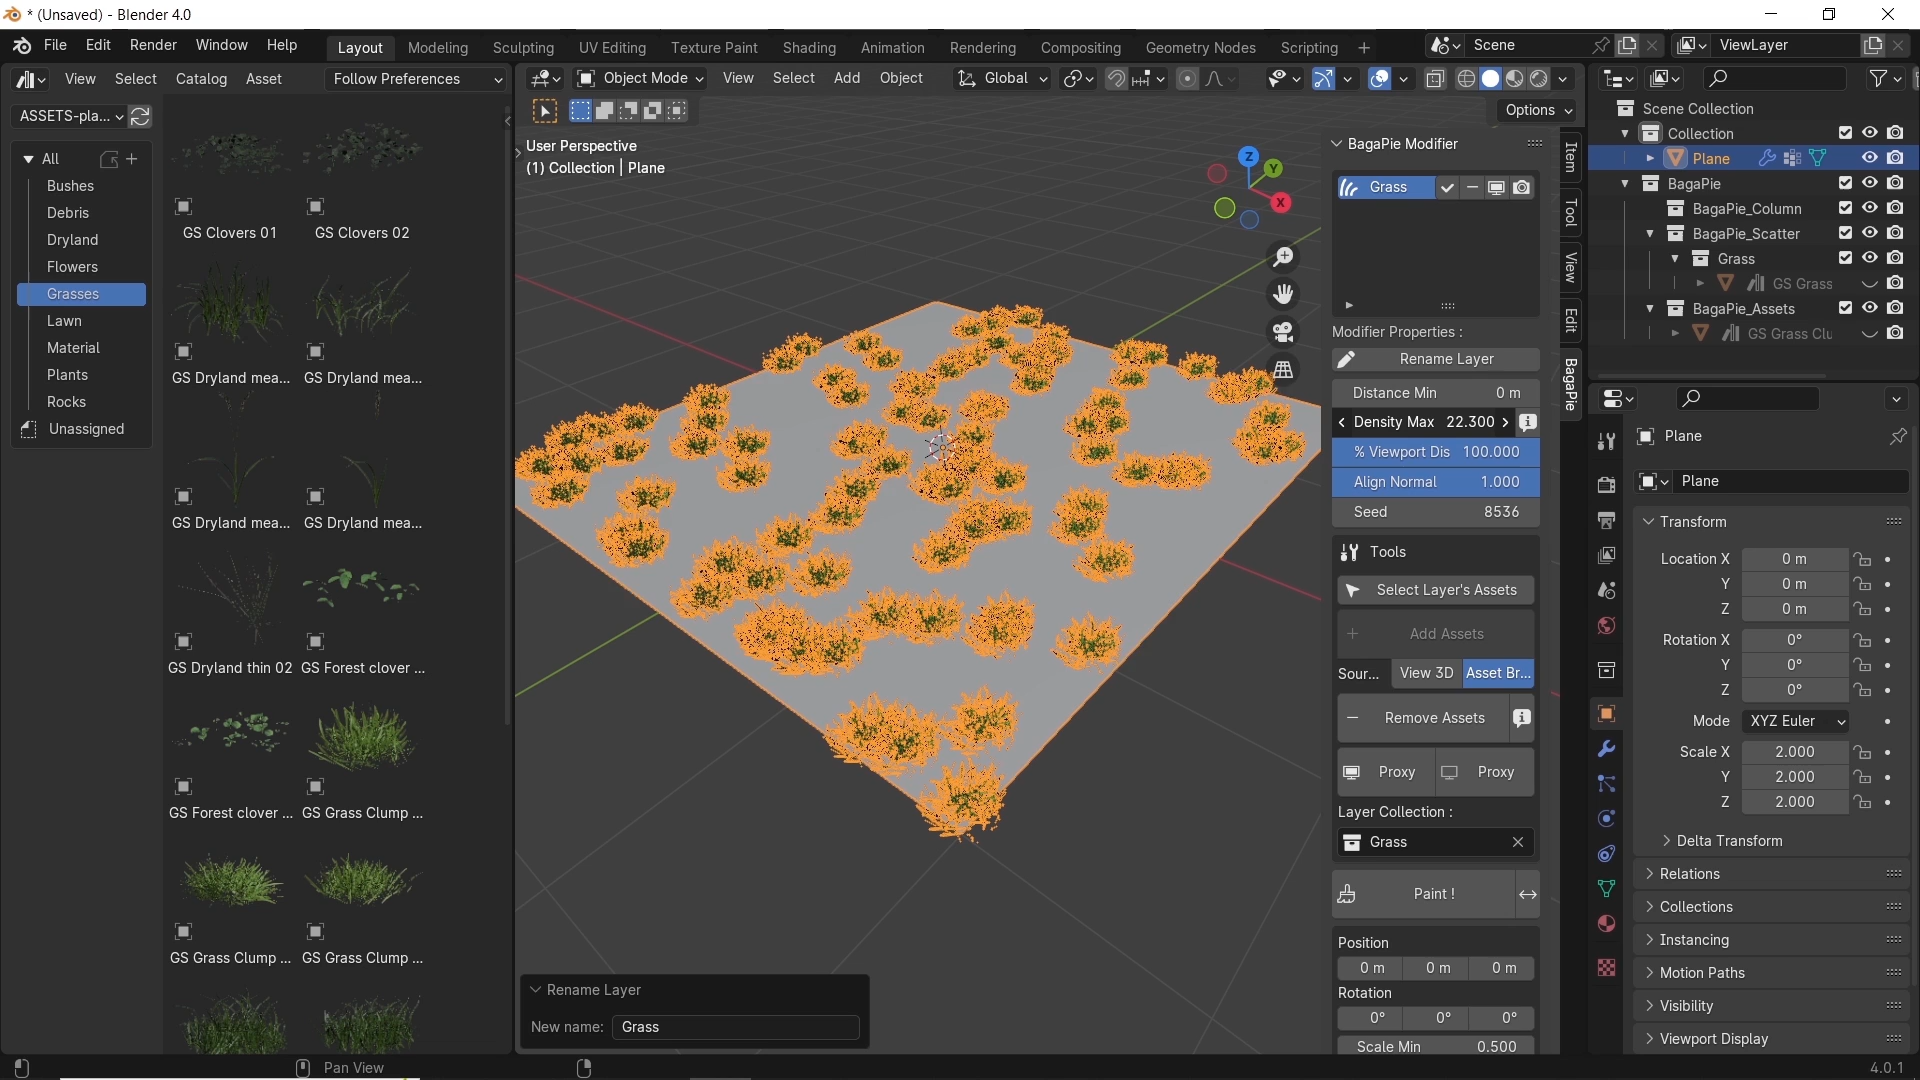 * (Unsaved) - Blender 4.0
File Edit Render Window Help
Layout Modeling Sculpting UV Editing Texture Paint Shading Animation Rendering Compositing Geometry Nodes Scripting +
Scene
ViewLayer
View Select Catalog Asset Follow Preferences
Object Mode View Select Add Object Global
Options
ASSETS-pla...
All
Bushes
Debris
Dryland
Flowers
Grasses
Lawn
Material
Plants
Rocks
Unassigned
GS Clovers 01
GS Clovers 02
GS Dryland mea...
GS Dryland mea...
GS Dryland mea...
GS Dryland mea...
GS Dryland thin 02
GS Forest clover ...
GS Forest clover ...
GS Grass Clump ...
GS Grass Clump ...
GS Grass Clump ...
User Perspective
(1) Collection | Plane
Z
Y
X
Rename Layer
New name: Grass
BagaPie Modifier
Grass
Modifier Properties :
Rename Layer
Distance Min 0 m
Density Max 22.300
% Viewport Dis 100.000
Align Normal 1.000
Seed 8536
Tools
Select Layer's Assets
Add Assets
Sour... View 3D Asset Br...
Remove Assets
Proxy Proxy
Layer Collection :
Grass
Paint !
Position
0 m 0 m 0 m
Rotation
0° 0° 0°
Scale Min 0.500
Item
Tool
View
Edit
BagaPie
Scene Collection
Collection
Plane
BagaPie
BagaPie_Column
BagaPie_Scatter
Grass
GS Grass
BagaPie_Assets
GS Grass Clu
Plane
Plane
Transform
Location X 0 m
Y 0 m
Z 0 m
Rotation X 0°
Y 0°
Z 0°
Mode XYZ Euler
Scale X 2.000
Y 2.000
Z 2.000
Delta Transform
Relations
Collections
Instancing
Motion Paths
Visibility
Viewport Display
Pan View
4.0.1